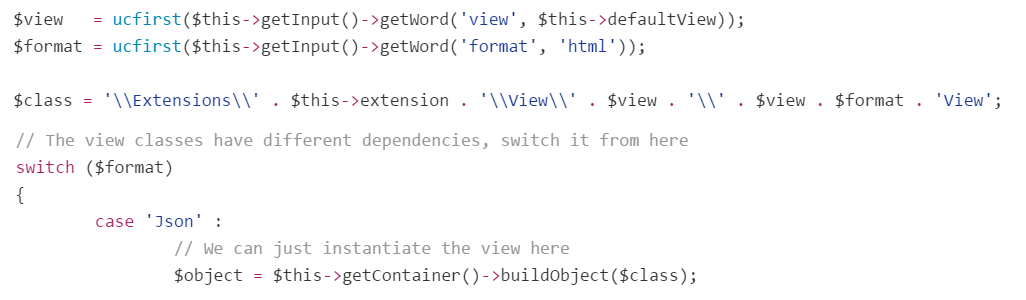 $view   = ucfirst($this->getInput()->getWord('view', $this->defaultView));
$format = ucfirst($this->getInput()->getWord('format', 'html'));

$class = '\\Extensions\\' . $this->extension . '\\View\\' . $view . '\\' . $view . $format . 'View';
// The view classes have different dependencies, switch it from here
switch ($format)
{
        case 'Json' :
                // We can just instantiate the view here
                $object = $this->getContainer()->buildObject($class);